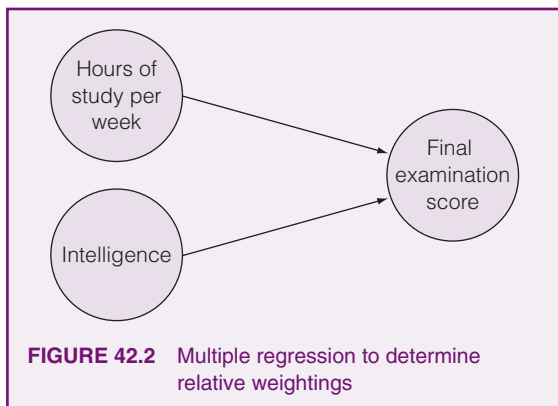 Hours of
study per
week
Final
examination
score
Intelligence
FIGURE 42.2 Multiple regression to determine
relative weightings